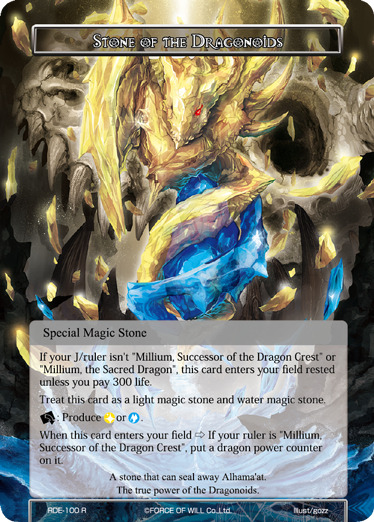 Stone of the Dragonoids
Special Magic Stone
If your J/ruler isn't "Millium, Successor of the Dragon Crest" or
"Millium, the Sacred Dragon", this card enters your field rested
unless you pay 300 life.
Treat this card as a light magic stone and water magic stone.
: Produce or .
When this card enters your field ⇨ If your ruler is "Millium,
Successor of the Dragon Crest", put a dragon power counter
on it.
A stone that can seal away Alhama'at.
The true power of the Dragonoids.
RDE-100 R ©FORCE OF WILL Co.,Ltd. Illust/gozz